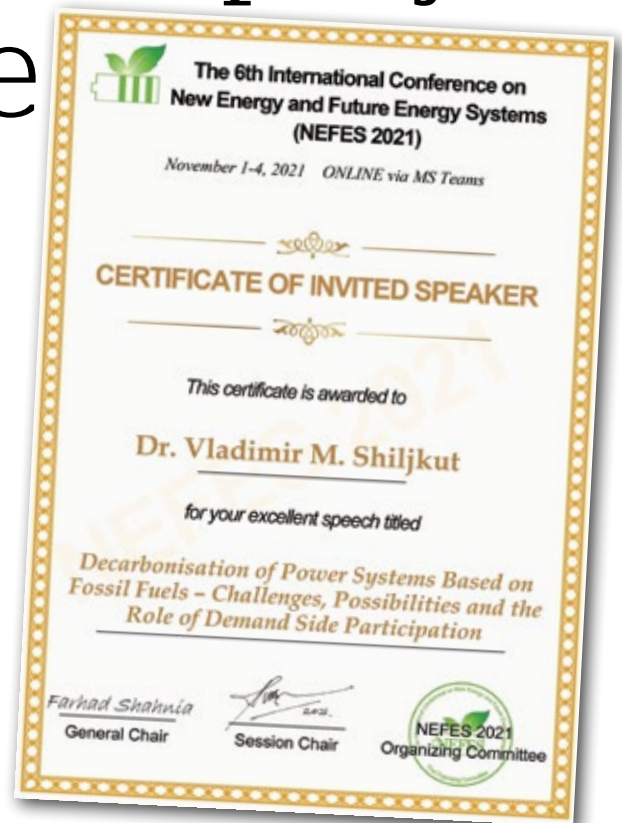 e
The 6th International Conference on
New Energy and Future Energy Systems
(NEFES 2021)
November 1-4, 2021 ONLINE via MS Teams
CERTIFICATE OF INVITED SPEAKER
This certificate is awarded to
Dr. Vladimir M. Shiljkut
for your excellent speech titled
Decarbonisation of Power Systems Based on
Fossil Fuels – Challenges, Possibilities and the
Role of Demand Side Participation
Farhad Shahnia
General Chair
Session Chair
NEFES 2021
Organizing Committee
NEFES 2021